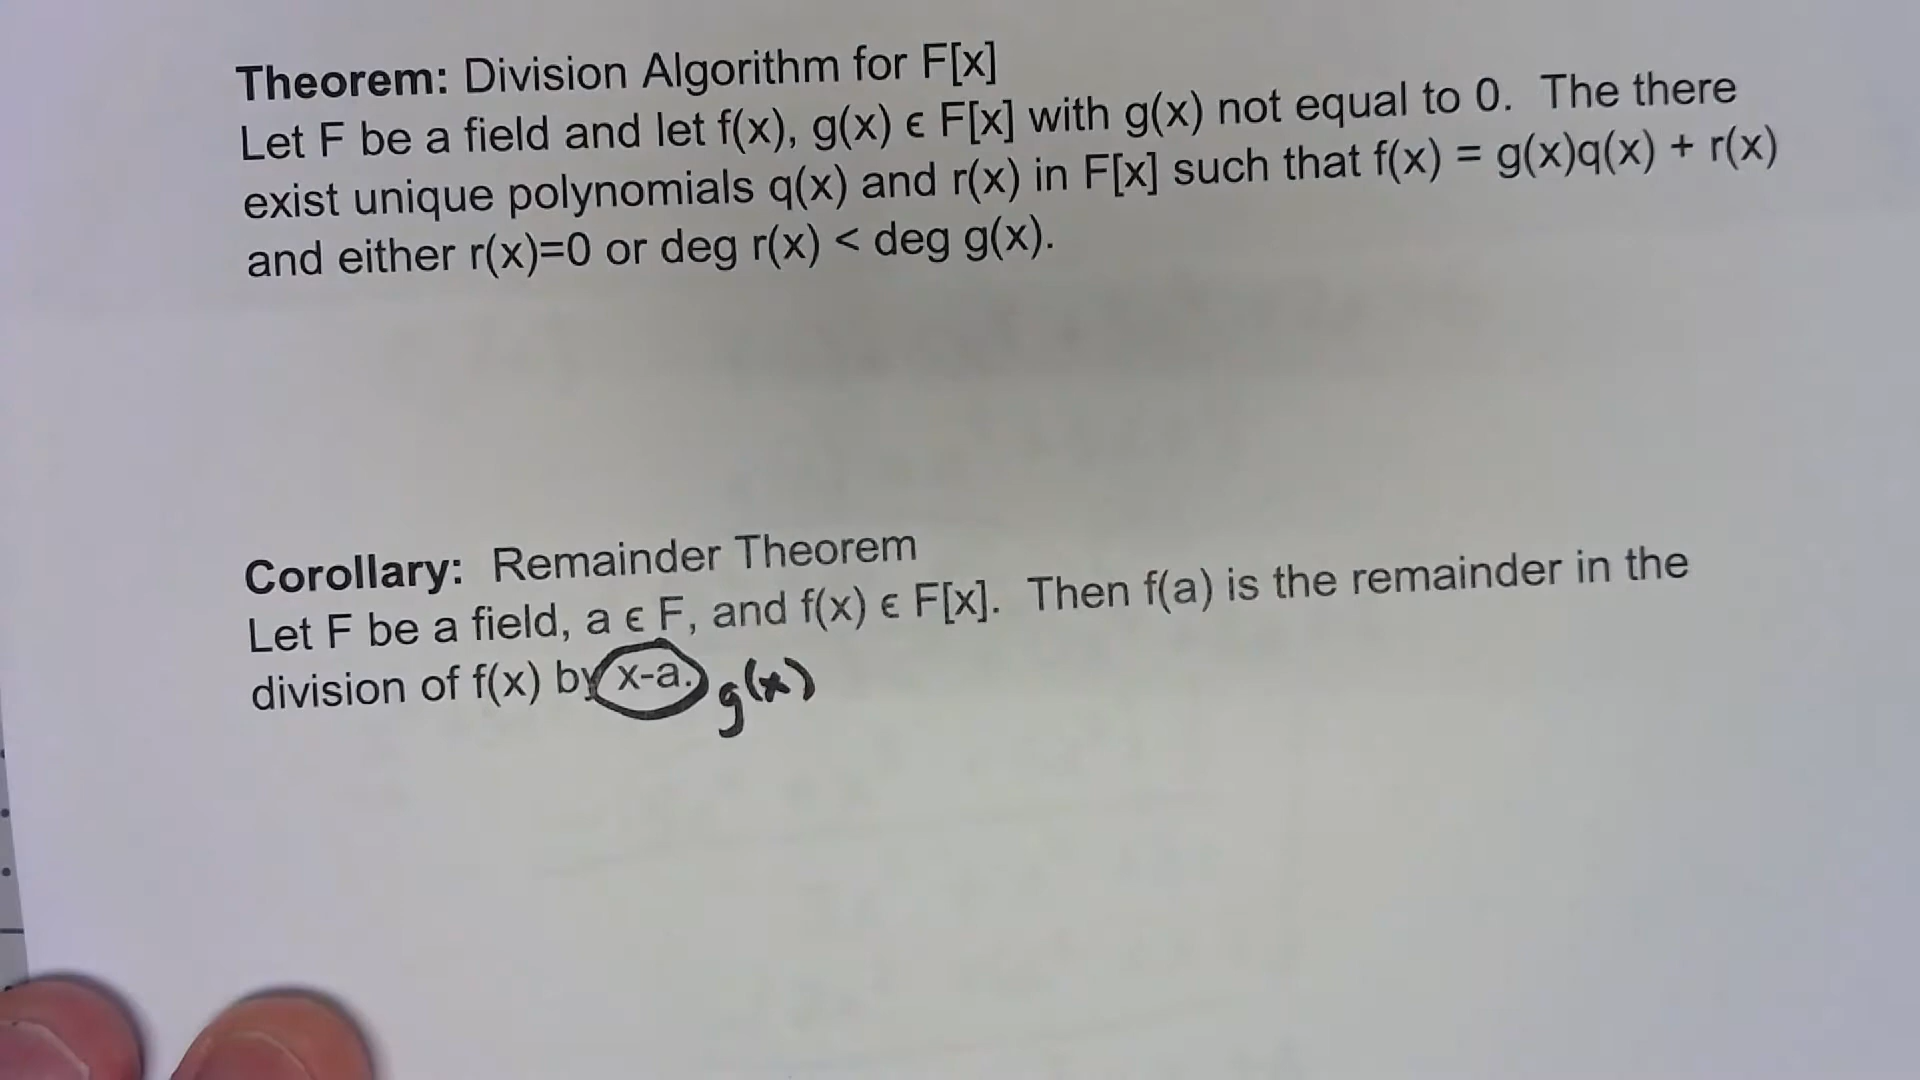 Theorem: Division Algorithm for F[x]
Let F be a field and let f(x), g(x) ϵ F[x] with g(x) not equal to 0. The there
exist unique polynomials q(x) and r(x) in F[x] such that f(x) = g(x)q(x) + r(x)
and either r(x)=0 or deg r(x) < deg g(x).
Corollary: Remainder Theorem
Let F be a field, a ϵ F, and f(x) ϵ F[x]. Then f(a) is the remainder in the
division of f(x) by x-a. g(x)